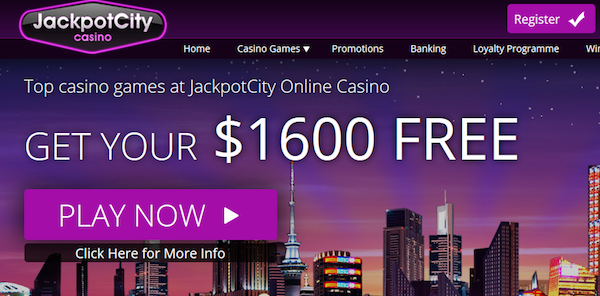 JackpotCity
casino
Register
Home Casino Games Promotions Banking Loyalty Programme
Top casino games at JackpotCity Online Casino
GET YOUR $1600 FREE
PLAY NOW
Click Here for More Info